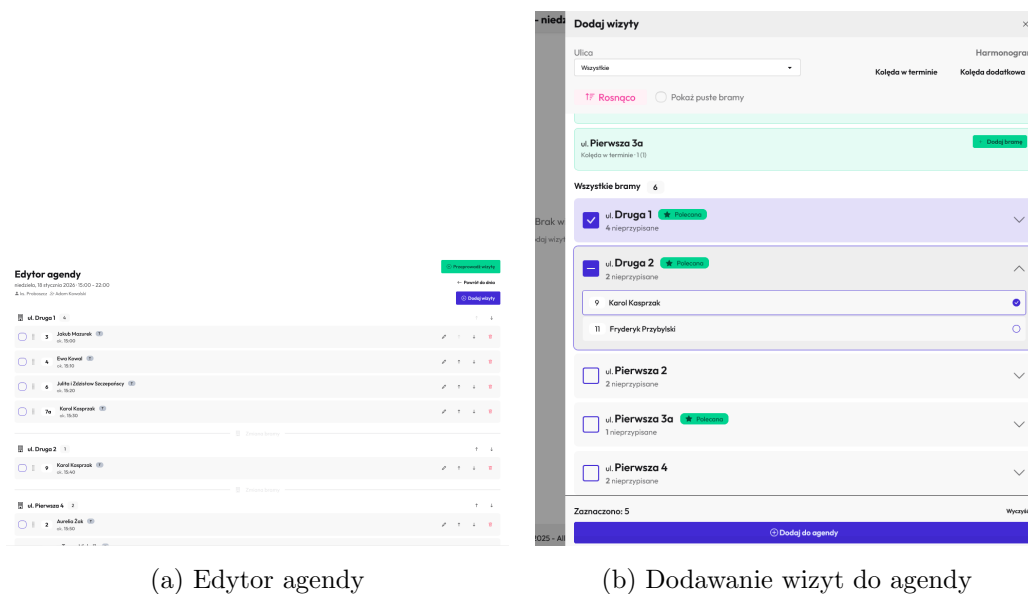 Edytor agendy
niedziela, 18 stycznia 2026 · 15:00 - 22:00
ks. Proboszcz Adam Kowalski
Przeprowadź wizyty
← Powrót do dnia
Dodaj wizyty
ul. Druga 1 4
3 Jakub Mazurek
ok. 15:00
4 Ewa Kowal
ok. 15:10
6 Julita i Zdzisław Szczepańscy
ok. 15:20
7a Karol Kasprzak
ok. 15:30
ul. Druga 2 1
9 Karol Kasprzak
ok. 15:40
ul. Pierwsza 4 2
2 Aurelia Żak
ok. 15:50
(a) Edytor agendy
- niedz
Brak w
daj wizyt
2025 - All
Dodaj wizyty ×
Ulica
Harmonogram
Wszystkie
Kolęda w terminie Kolęda dodatkowa
Rosnąco
Pokaż puste bramy
ul. Pierwsza 3a
Kolęda w terminie · 1 (1)
Dodaj bramę
Wszystkie bramy 6
ul. Druga 1 Polecana
4 nieprzypisane
ul. Druga 2 Polecana
2 nieprzypisane
9 Karol Kasprzak
11 Fryderyk Przybylski
ul. Pierwsza 2
2 nieprzypisane
ul. Pierwsza 3a Polecana
1 nieprzypisane
ul. Pierwsza 4
2 nieprzypisane
Zaznaczono: 5
Wyczyść
Dodaj do agendy
(b) Dodawanie wizyt do agendy